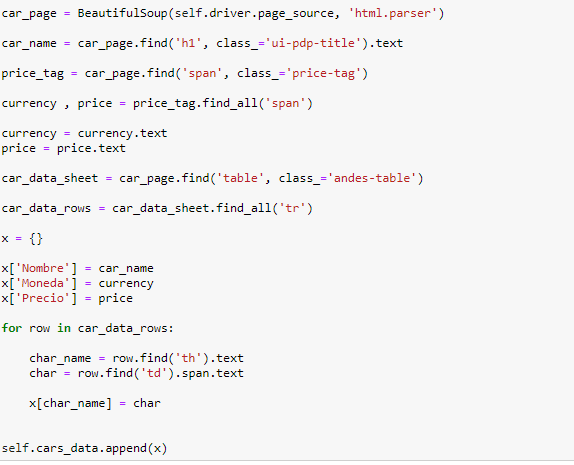 car_page = BeautifulSoup(self.driver.page_source, 'html.parser')
car_name = car_page.find('h1', class_='ui-pdp-title').text
price_tag = car_page.find('span', class_='price-tag')
currency , price = price_tag.find_all('span')
currency = currency.text
price = price.text
car_data_sheet = car_page.find('table', class_='andes-table')
car_data_rows = car_data_sheet.find_all('tr')
x = {}
x['Nombre'] = car_name
x['Moneda'] = currency
x['Precio'] = price
for row in car_data_rows:
    char_name = row.find('th').text
    char = row.find('td').span.text
    x[char_name] = char
self.cars_data.append(x)